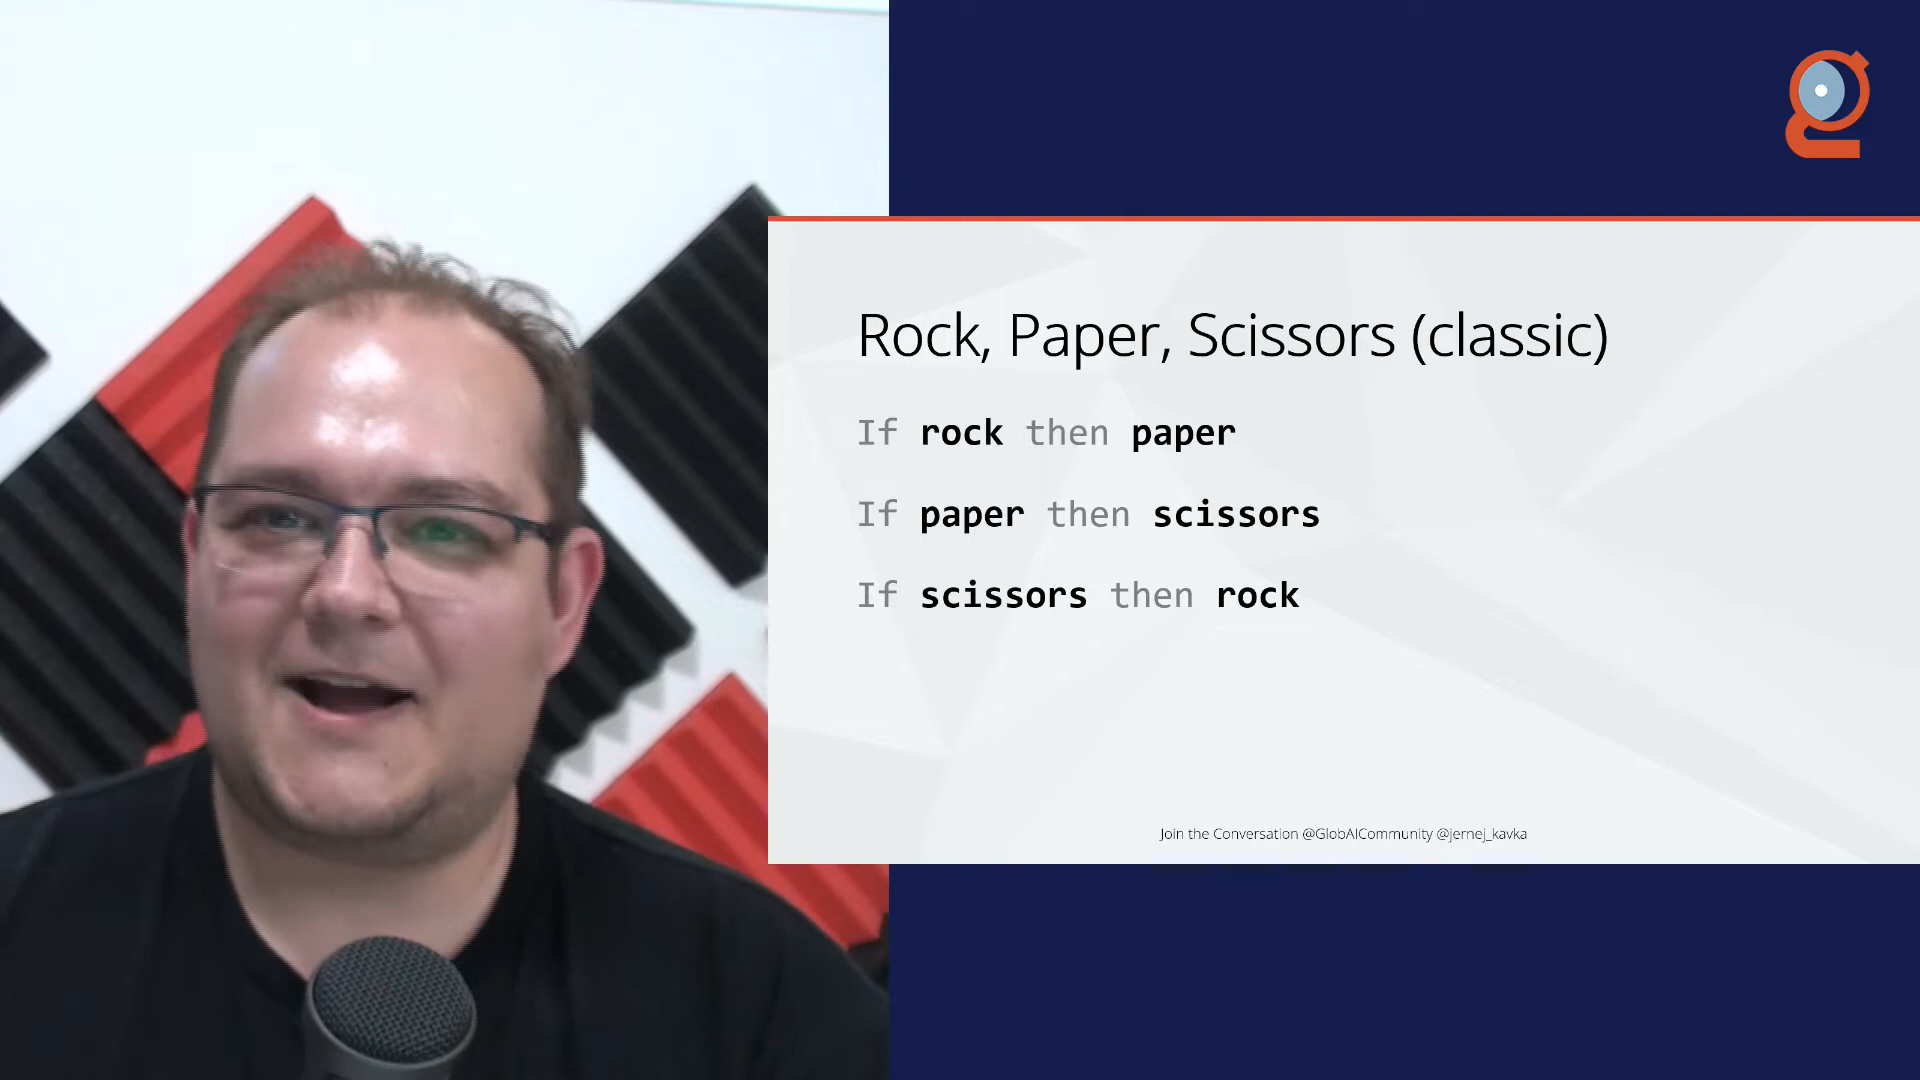 Rock, Paper, Scissors (classic)
If rock then paper
If paper then scissors
If scissors then rock
Join the Conversation @GlobAICommunity @jernej_kavka